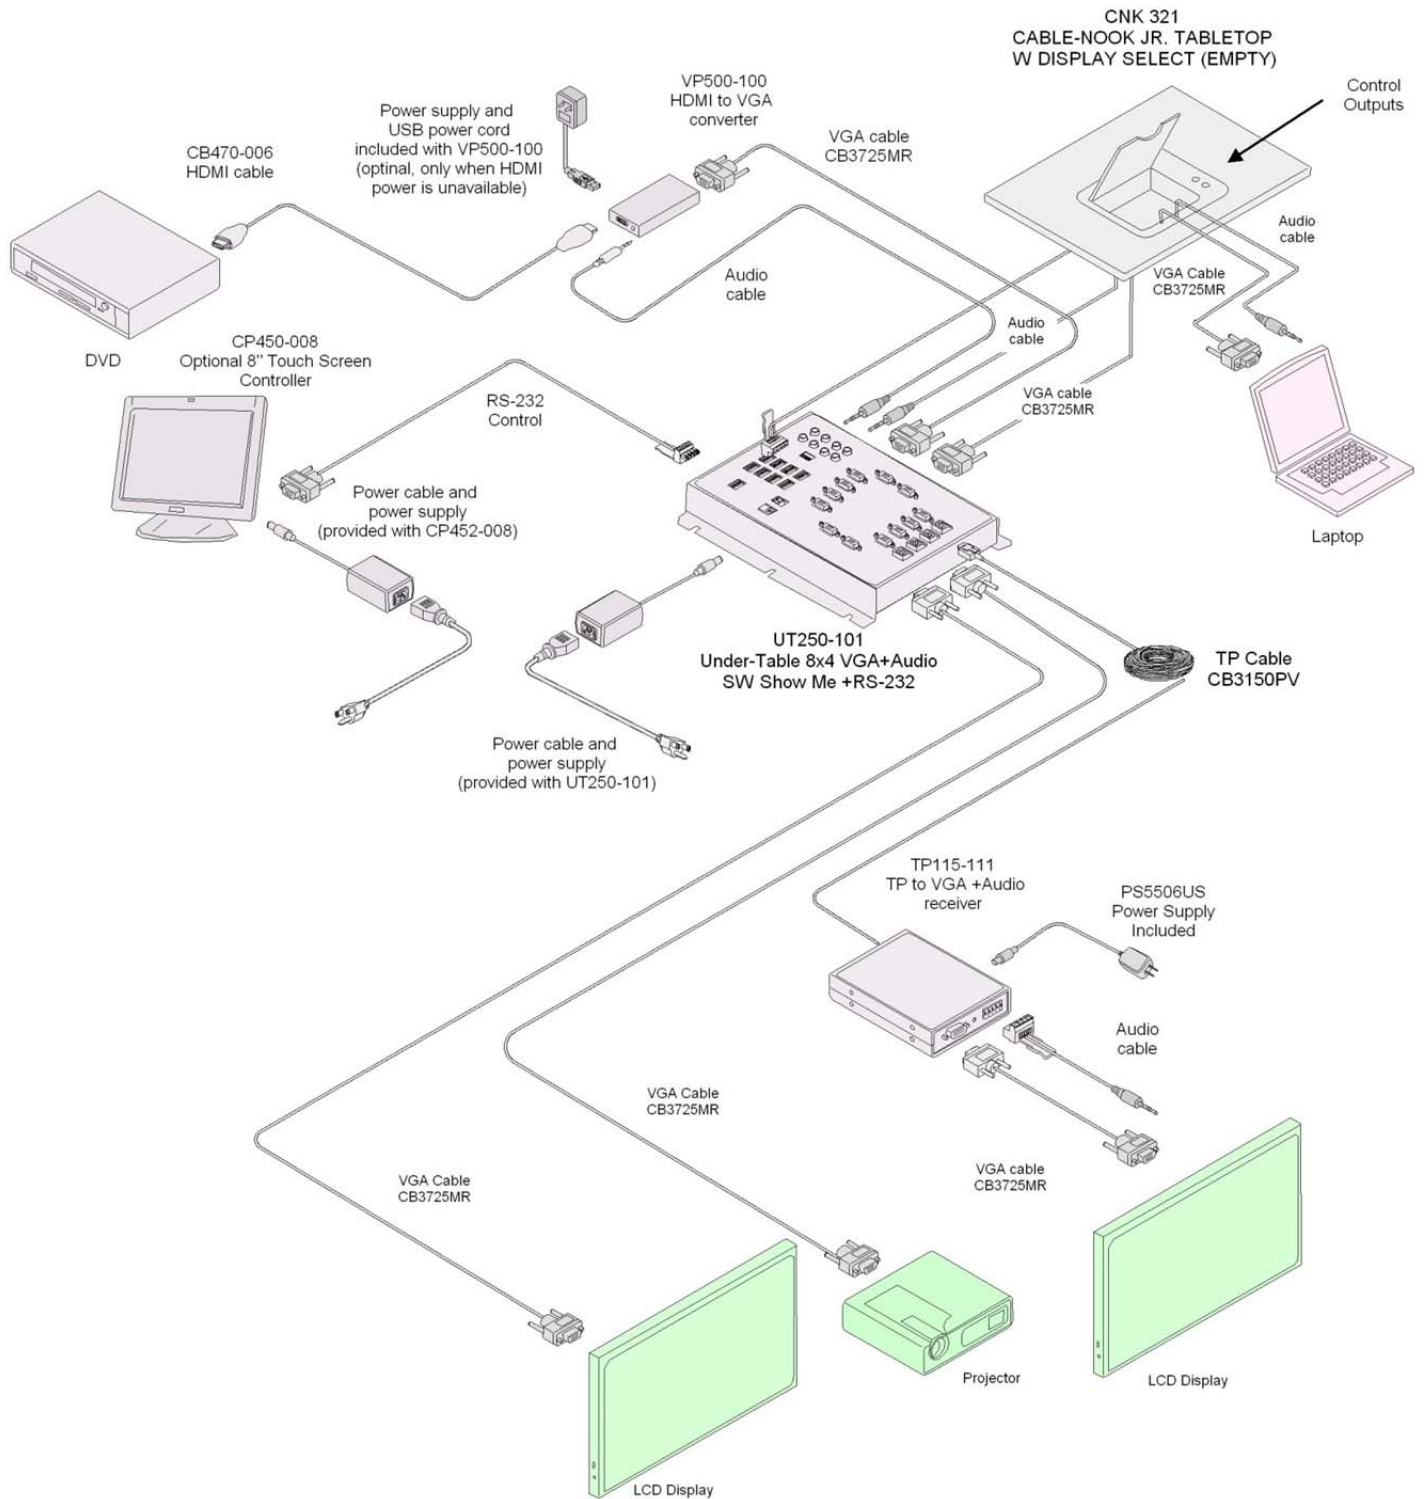 CNK 321
CABLE-NOOK JR. TABLETOP
W DISPLAY SELECT (EMPTY)
Control
Outputs
VP500-100
HDMI to VGA
converter
Power supply and
USB power cord
included with VP500-100
(optinal, only when HDMI
power is unavailable)
VGA cable
CB3725MR
CB470-006
HDMI cable
Audio
cable
Audio
cable
VGA Cable
CB3725MR
Audio
cable
DVD
CP450-008
Optional 8" Touch Screen
Controller
RS-232
Control
VGA cable
CB3725MR
Power cable and
power supply
(provided with CP452-008)
Laptop
UT250-101
Under-Table 8x4 VGA+Audio
SW Show Me +RS-232
TP Cable
CB3150PV
Power cable and
power supply
(provided with UT250-101)
TP115-111
TP to VGA +Audio
receiver
PS5506US
Power Supply
Included
Audio
cable
VGA Cable
CB3725MR
VGA Cable
CB3725MR
VGA cable
CB3725MR
Projector
LCD Display
LCD Display